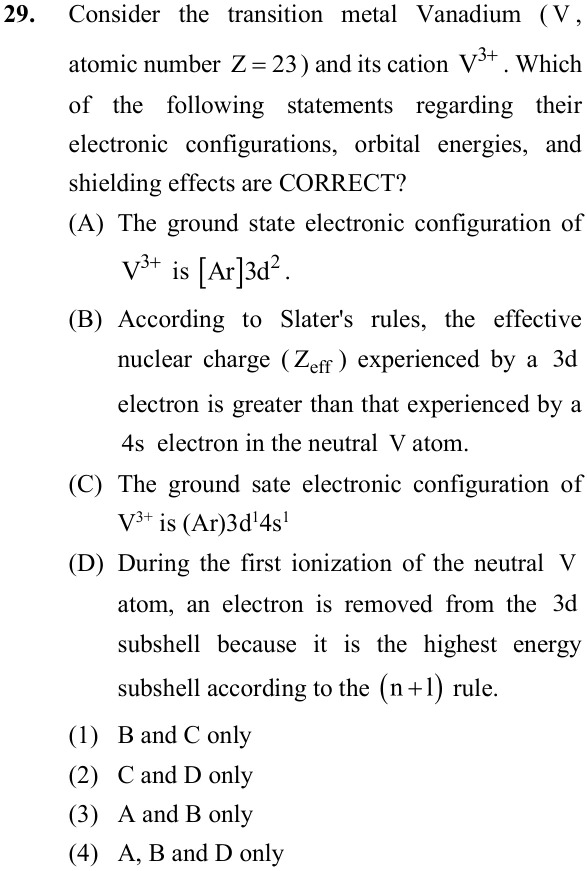 29. Consider the transition metal Vanadium (V,
atomic number Z = 23) and its cation V³⁺. Which
of the following statements regarding their
electronic configurations, orbital energies, and
shielding effects are CORRECT?
(A) The ground state electronic configuration of
V³⁺ is [Ar]3d².
(B) According to Slater's rules, the effective
nuclear charge (Z_eff) experienced by a 3d
electron is greater than that experienced by a
4s electron in the neutral V atom.
(C) The ground sate electronic configuration of
V³⁺ is (Ar)3d¹4s¹
(D) During the first ionization of the neutral V
atom, an electron is removed from the 3d
subshell because it is the highest energy
subshell according to the (n+l) rule.
(1) B and C only
(2) C and D only
(3) A and B only
(4) A, B and D only